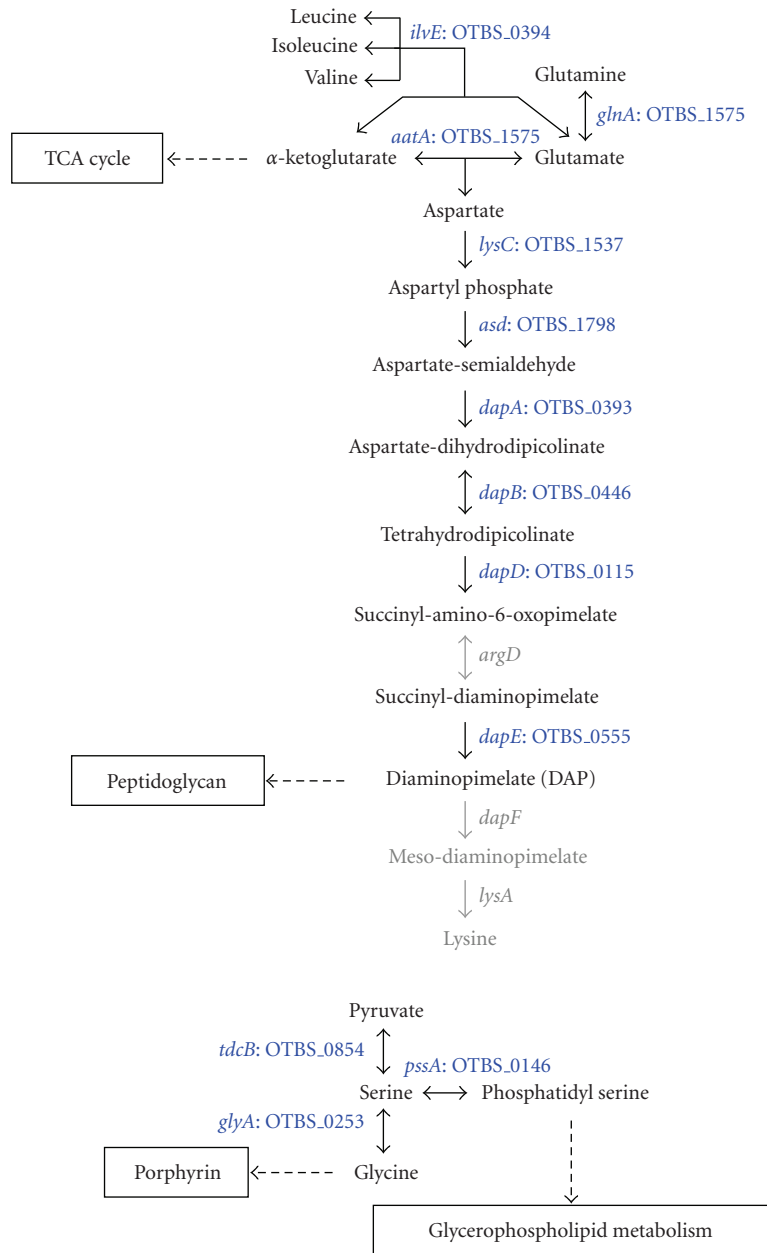 Leucine
ilvE: OTBS_0394
Isoleucine
Valine
Glutamine
glnA: OTBS_1575
aatA: OTBS_1575
TCA cycle
α-ketoglutarate
Glutamate
Aspartate
lysC: OTBS_1537
Aspartyl phosphate
asd: OTBS_1798
Aspartate-semialdehyde
dapA: OTBS_0393
Aspartate-dihydrodipicolinate
dapB: OTBS_0446
Tetrahydrodipicolinate
dapD: OTBS_0115
Succinyl-amino-6-oxopimelate
argD
Succinyl-diaminopimelate
dapE: OTBS_0555
Peptidoglycan
Diaminopimelate (DAP)
dapF
Meso-diaminopimelate
lysA
Lysine
Pyruvate
tdcB: OTBS_0854
pssA: OTBS_0146
Serine
Phosphatidyl serine
glyA: OTBS_0253
Porphyrin
Glycine
Glycerophospholipid metabolism